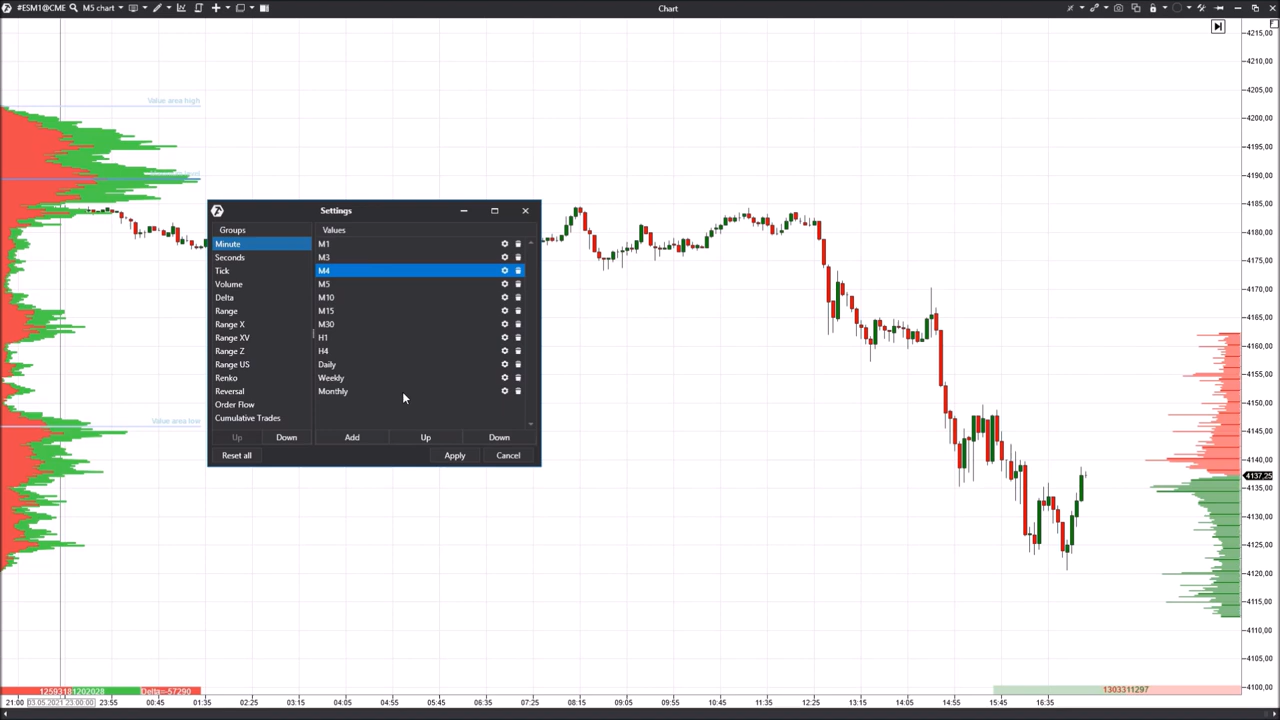 #ESM1@CME M5 chart Chart
4215,00
4210,00
4205,00
Value area high
4200,00
4195,00
4190,00
4185,00
4180,00
4175,00
4170,00
4165,00
4160,00
4155,00
4150,00
4145,00
4140,00
4137,25
4135,00
4130,00
4125,00
4120,00
4115,00
4110,00
4105,00
4100,00
Value area low
Settings
Groups Values
Minute M1
Seconds M3
Tick M4
Volume M5
Delta M10
Range M15
Range X M30
Range XV H1
Range Z H4
Range US Daily
Renko Weekly
Reversal Monthly
Order Flow
Cumulative Trades
Up Down Add Up Down
Reset all Apply Cancel
12593181202028 Delta=-57290 1303311297
21:00 03.05.2021 23:00:00 23:55 00:45 01:35 02:25 03:15 04:05 04:55 05:45 06:35 07:25 08:15 09:05 09:55 10:45 11:35 12:25 13:15 14:05 14:55 15:45 16:35